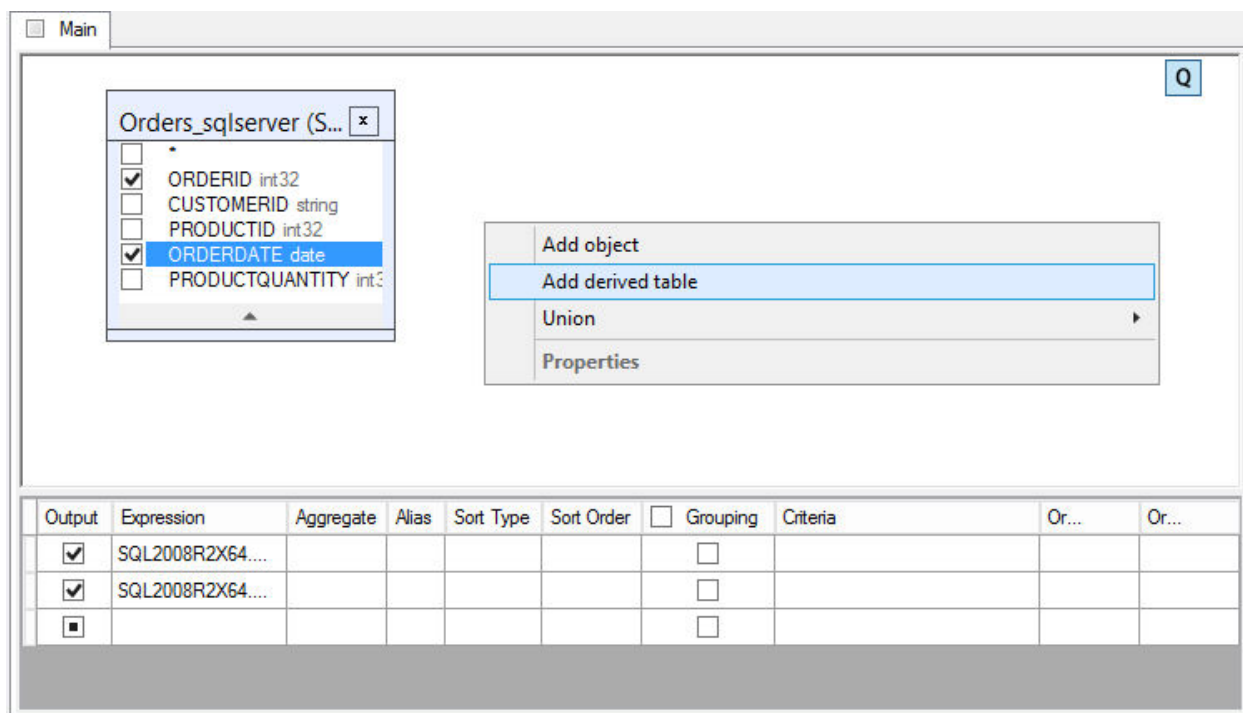 Main
Q
Orders_sqlserver (S... x
*
ORDERID int32
CUSTOMERID string
PRODUCTID int32
ORDERDATE date
PRODUCTQUANTITY int3
Add object
Add derived table
Union
Properties
Output Expression Aggregate Alias Sort Type Sort Order Grouping Criteria Or... Or...
SQL2008R2X64....
SQL2008R2X64....